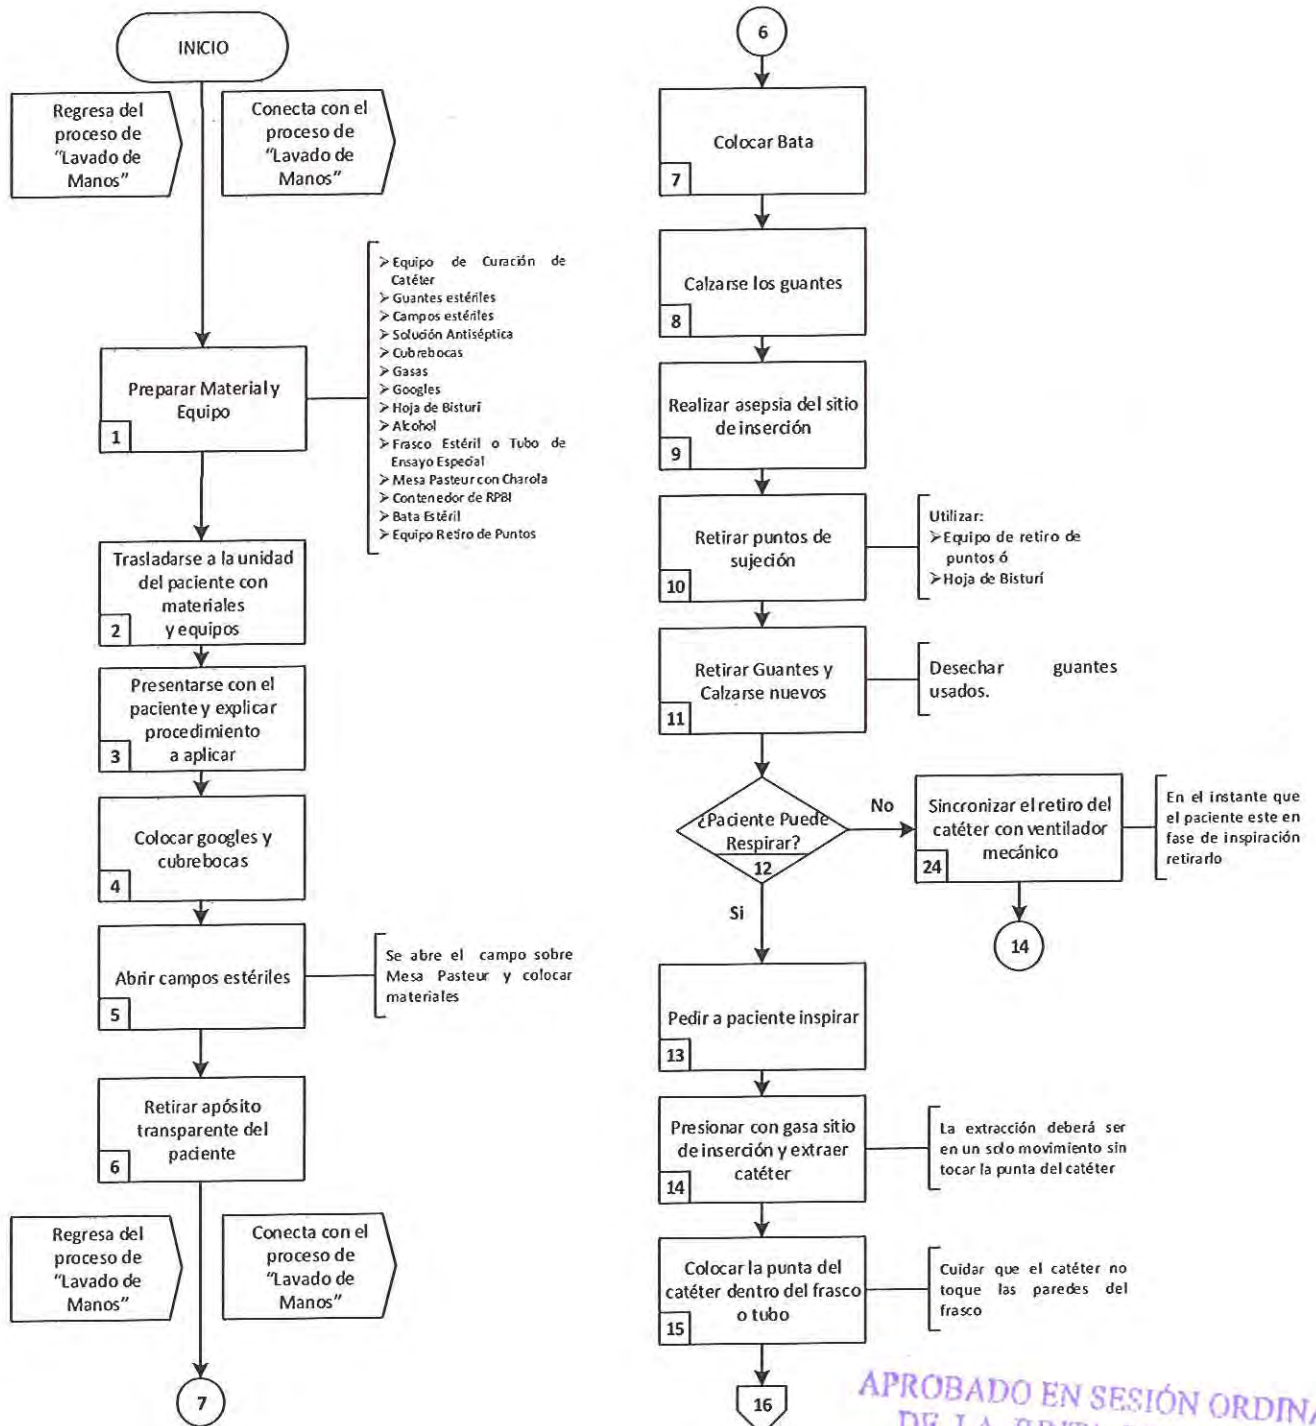 INICIO
Regresa del
proceso de
"Lavado de
Manos"
Conecta con el
proceso de
"Lavado de
Manos"
Preparar Material y
Equipo
1
➢Equipo de Curación de
Catéter
➢Guantes estériles
➢Campos estériles
➢Solución Antiséptica
➢Cubrebocas
➢Gasas
➢Googles
➢Hoja de Bisturí
➢Alcohol
➢Frasco Estéril o Tubo de
Ensayo Especial
➢Mesa Pasteur con Charola
➢Contenedor de RPBI
➢Bata Estéril
➢Equipo Retiro de Puntos
Trasladarse a la unidad
del paciente con
materiales
y equipos
2
Presentarse con el
paciente y explicar
procedimiento
a aplicar
3
Colocar googles y
cubrebocas
4
Abrir campos estériles
5
Se abre el campo sobre
Mesa Pasteur y colocar
materiales
Retirar apósito
transparente del
paciente
6
Regresa del
proceso de
"Lavado de
Manos"
Conecta con el
proceso de
"Lavado de
Manos"
7
6
Colocar Bata
7
Calzarse los guantes
8
Realizar asepsia del sitio
de inserción
9
Retirar puntos de
sujeción
10
Utilizar:
➢Equipo de retiro de
puntos ó
➢Hoja de Bisturí
Retirar Guantes y
Calzarse nuevos
11
Desechar guantes
usados.
¿Paciente Puede
Respirar?
12
No
Sincronizar el retiro del
catéter con ventilador
mecánico
24
En el instante que
el paciente este en
fase de inspiración
retirarlo
14
Si
Pedir a paciente inspirar
13
Presionar con gasa sitio
de inserción y extraer
catéter
14
La extracción deberá ser
en un solo movimiento sin
tocar la punta del catéter
Colocar la punta del
catéter dentro del frasco
o tubo
15
Cuidar que el catéter no
toque las paredes del
frasco
16
APROBADO EN SESIÓN ORDINA
DE LA